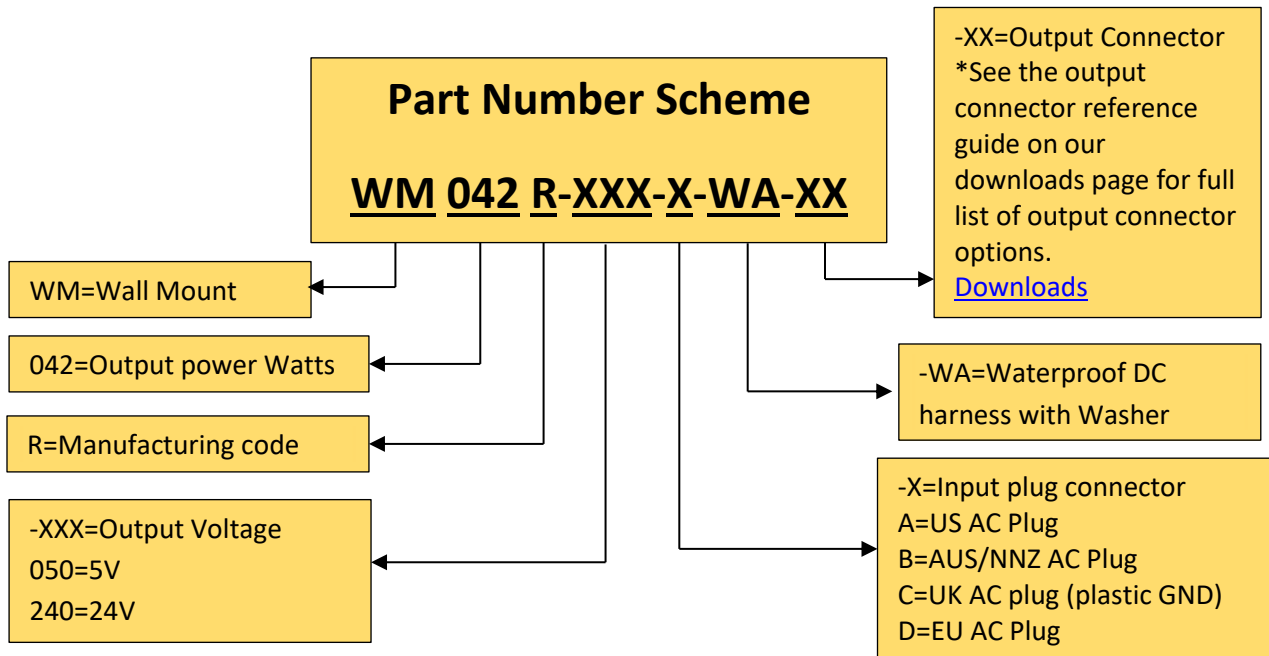 Part Number Scheme
WM 042 R-XXX-X-WA-XX
-XX=Output Connector
*See the output
connector reference
guide on our
downloads page for full
list of output connector
options.
Downloads
WM=Wall Mount
042=Output power Watts
R=Manufacturing code
-XXX=Output Voltage
050=5V
240=24V
-WA=Waterproof DC
harness with Washer
-X=Input plug connector
A=US AC Plug
B=AUS/NNZ AC Plug
C=UK AC plug (plastic GND)
D=EU AC Plug